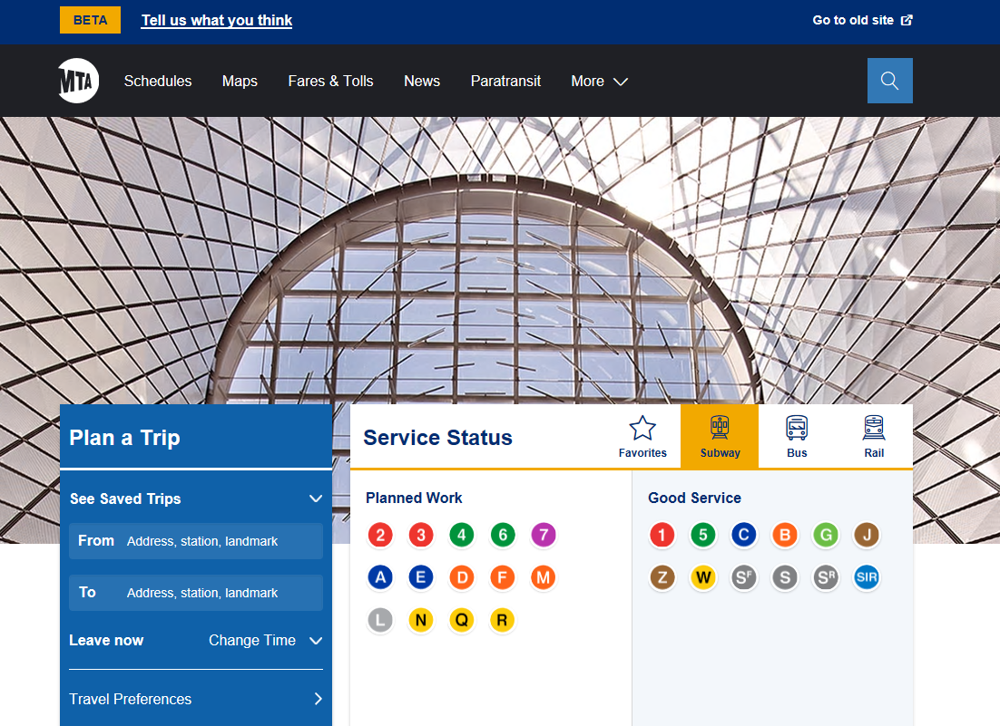 BETA Tell us what you think Go to old site
MTA Schedules Maps Fares & Tolls News Paratransit More
Plan a Trip
See Saved Trips
From Address, station, landmark
To Address, station, landmark
Leave now Change Time
Travel Preferences
Service Status
Favorites Subway Bus Rail
Planned Work
2 3 4 6 7
A E D F M
L N Q R
Good Service
1 5 C B G J
Z W SF S SR SIR